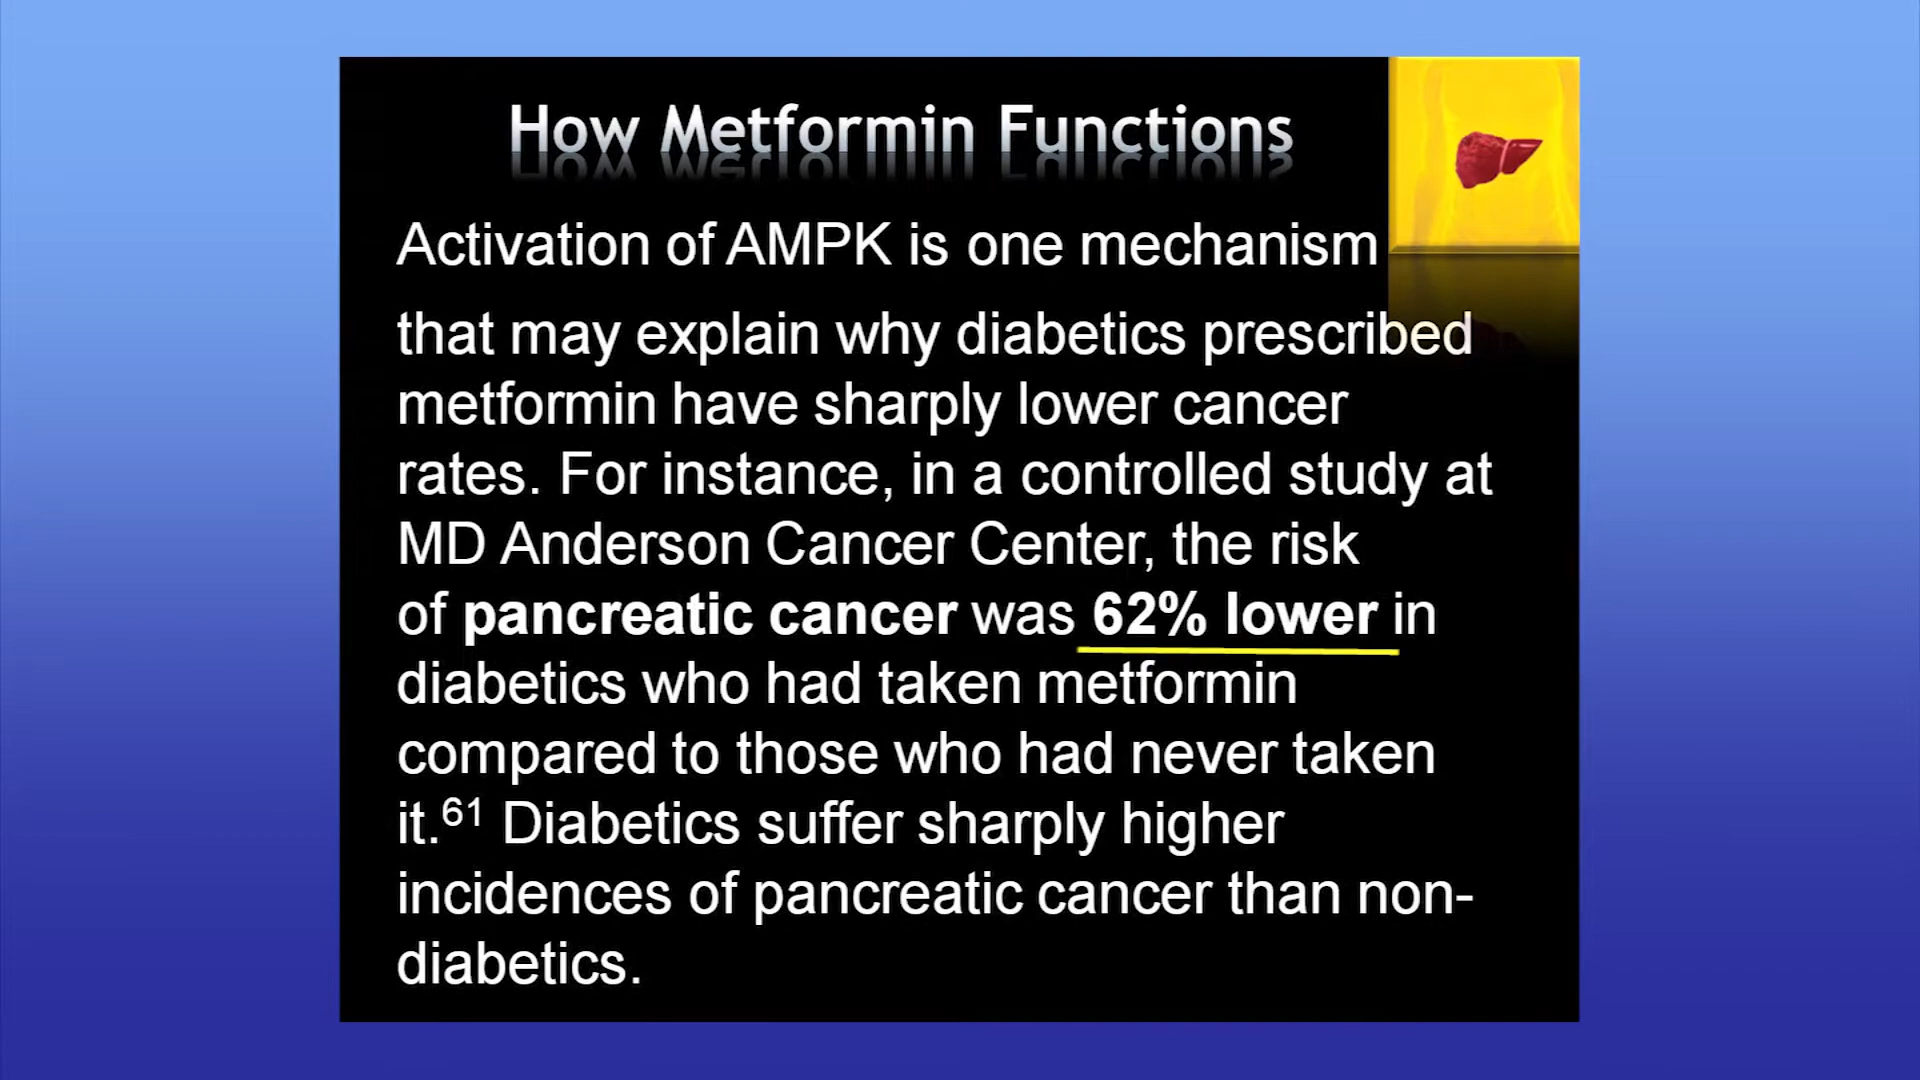 How Metformin Functions
Activation of AMPK is one mechanism
that may explain why diabetics prescribed
metformin have sharply lower cancer
rates. For instance, in a controlled study at
MD Anderson Cancer Center, the risk
of pancreatic cancer was 62% lower in
diabetics who had taken metformin
compared to those who had never taken
it.61 Diabetics suffer sharply higher
incidences of pancreatic cancer than non-
diabetics.